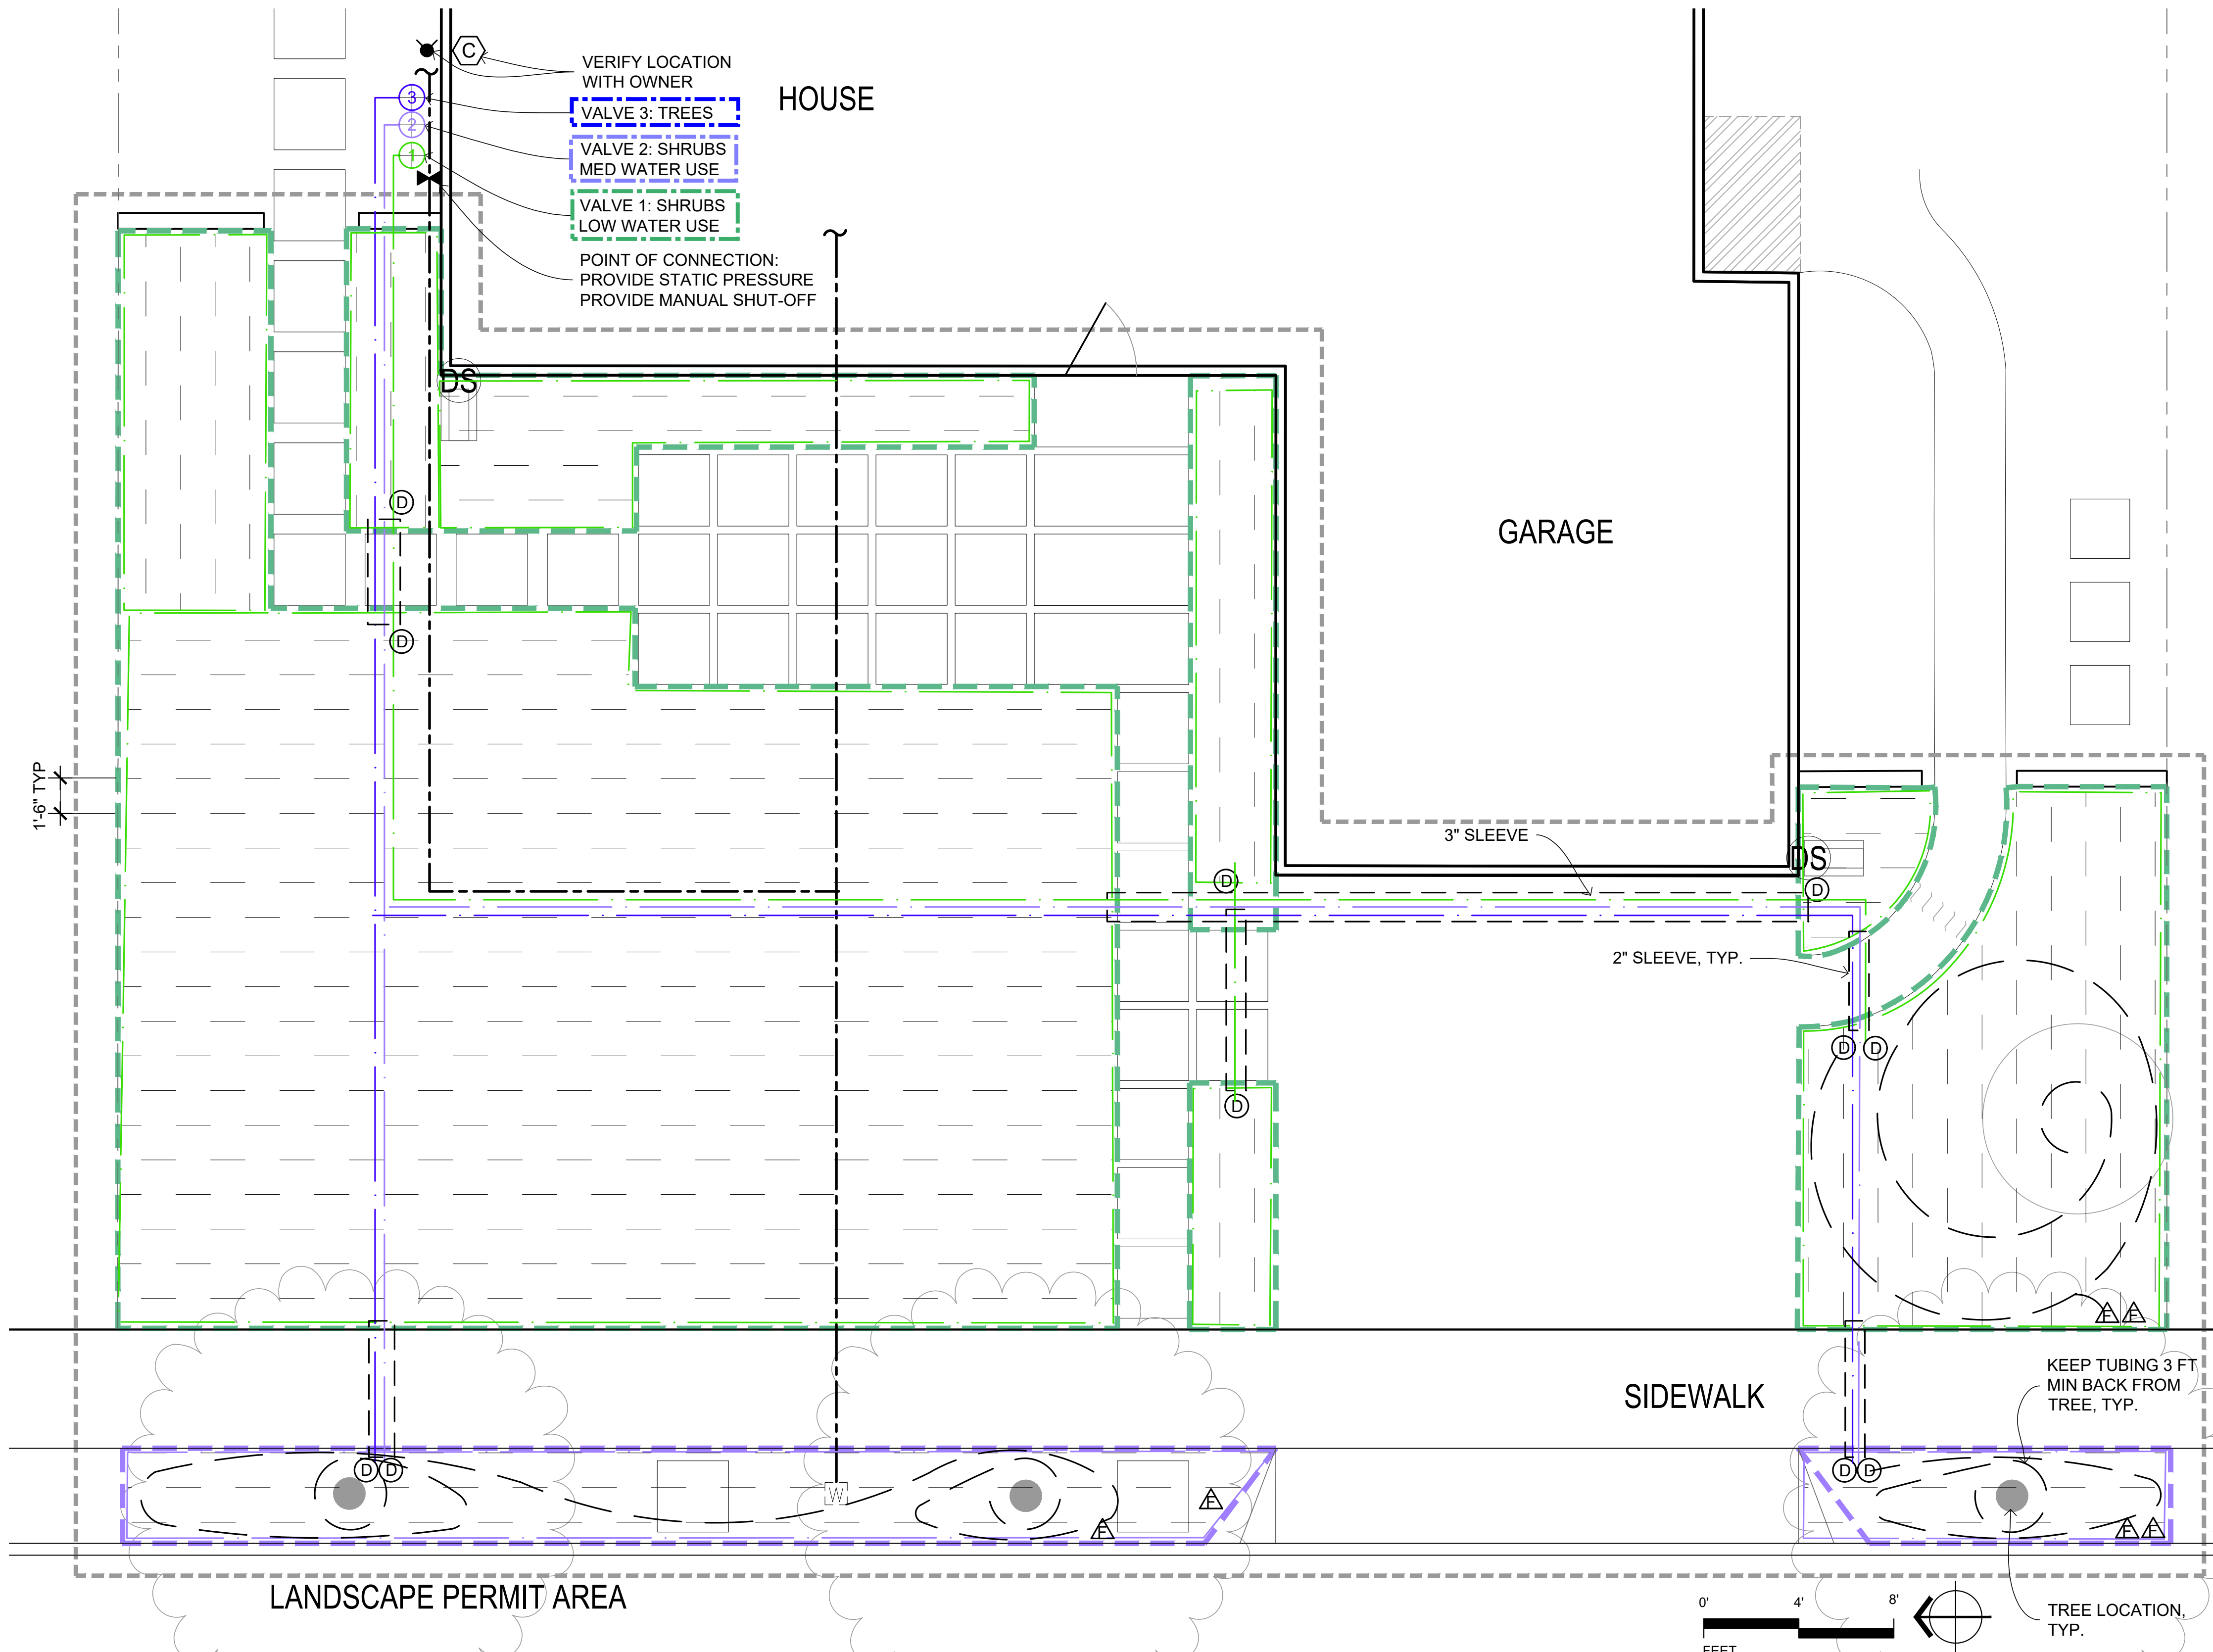 C
VERIFY LOCATION
WITH OWNER
HOUSE
3
VALVE 3: TREES
2
VALVE 2: SHRUBS
MED WATER USE
1
VALVE 1: SHRUBS
LOW WATER USE
POINT OF CONNECTION:
PROVIDE STATIC PRESSURE
PROVIDE MANUAL SHUT-OFF
DS
D
GARAGE
D
1'-6" TYP
3" SLEEVE
DS
D
D
2" SLEEVE, TYP.
D
D
D
F
F
KEEP TUBING 3 FT
MIN BACK FROM
TREE, TYP.
SIDEWALK
D
D
W
F
F
D
D
F
F
LANDSCAPE PERMIT AREA
0'
4'
8'
FEET
TREE LOCATION,
TYP.